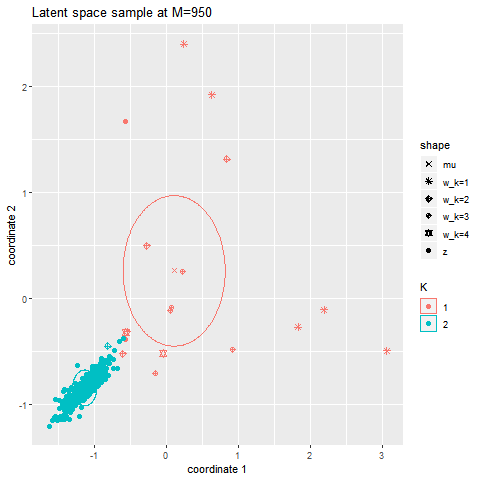 Latent space sample at M=950
coordinate 2
2
1
0
-1
-1
0
1
2
3
coordinate 1
shape
mu
w_k=1
w_k=2
w_k=3
w_k=4
z
K
1
2